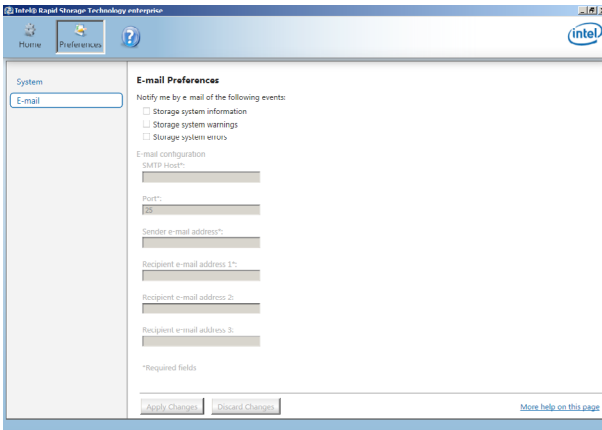 Intel® Rapid Storage Technology enterprise
Home
Preferences
?
intel
System
E-mail
E-mail Preferences
Notify me by e-mail of the following events:
Storage system information
Storage system warnings
Storage system errors
E-mail configuration
SMTP Host*:
Port*:
25
Sender e-mail address*:
Recipient e-mail address 1*:
Recipient e-mail address 2:
Recipient e-mail address 3:
*Required fields
Apply Changes
Discard Changes
More help on this page